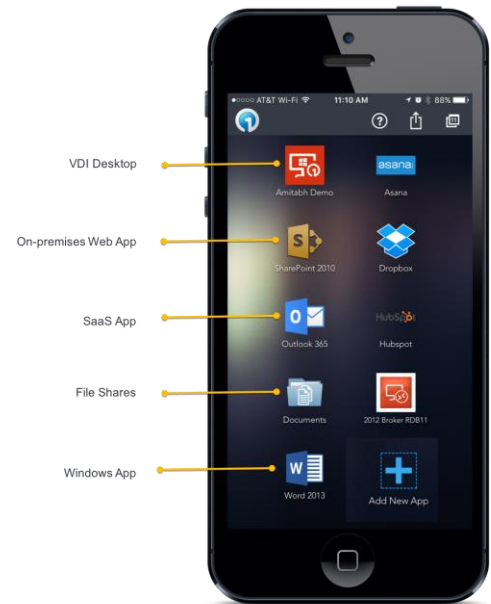 AT&T Wi-Fi 11:10 AM 88%
?
VDI Desktop
Amitabh Demo
asana:
Asana
On-premises Web App
S
SharePoint 2010
Dropbox
SaaS App
O
Outlook 365
HubSpot
Hubspot
File Shares
Documents
2012 Broker RDB11
Windows App
W
Word 2013
Add New App